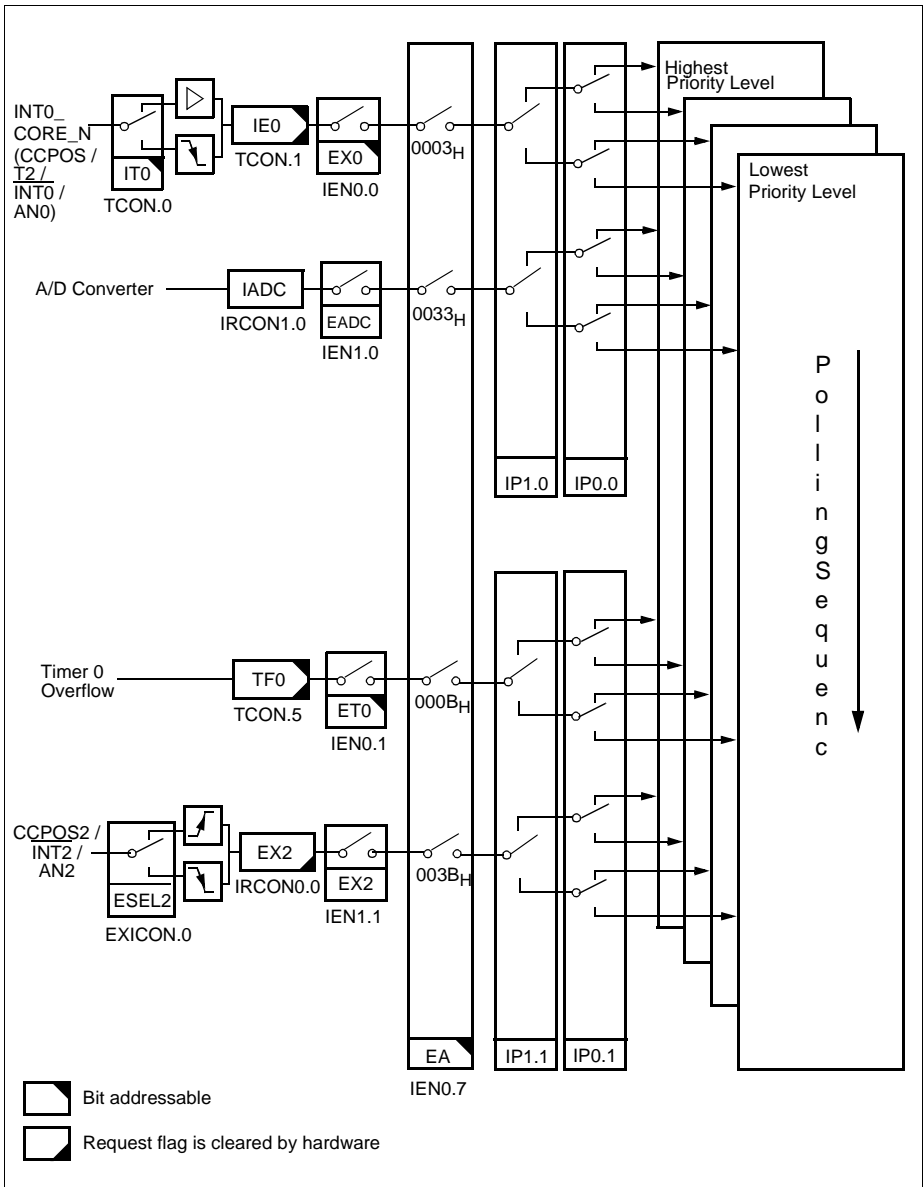 Highest
Priority Level
Lowest
Priority Level
INT0_
CORE_N
(CCPOS /
T2 /
INT0 /
AN0)
IT0
TCON.0
IE0
TCON.1
EX0
IEN0.0
0003H
A/D Converter
IADC
IRCON1.0
EADC
IEN1.0
0033H
IP1.0
IP0.0
P
o
l
l
i
n
g
S
e
q
u
e
n
c
Timer 0
Overflow
TF0
TCON.5
ET0
IEN0.1
000BH
CCPOS2 /
INT2 /
AN2
ESEL2
EXICON.0
EX2
IRCON0.0
EX2
IEN1.1
003BH
EA
IEN0.7
IP1.1
IP0.1
Bit addressable
Request flag is cleared by hardware